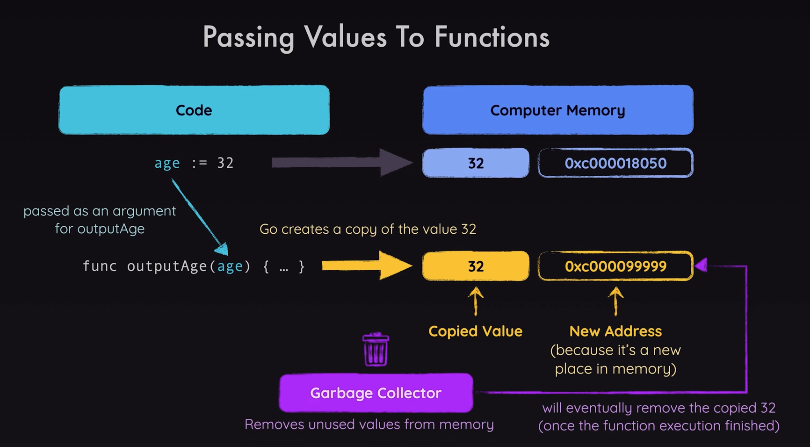 Passing Values To Functions
Code
Computer Memory
age := 32
32
0xc000018050
passed as an argument
for outputAge
Go creates a copy of the value 32
func outputAge(age) { … }
32
0xc000099999
Copied Value
New Address
(because it's a new
place in memory)
Garbage Collector
Removes unused values from memory
will eventually remove the copied 32
(once the function execution finished)